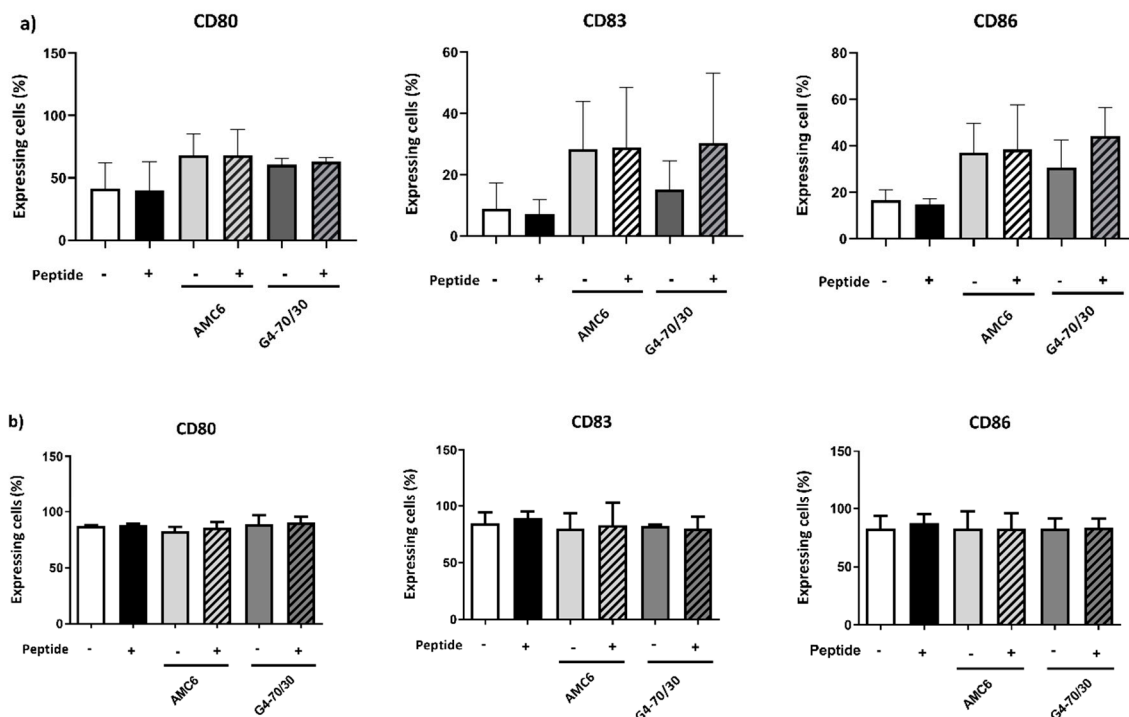 a)
CD80
Expressing cells (%)
150
100
50
0
Peptide
- + - + - +
AMC6
G4-70/30
CD83
Expressing cells (%)
60
40
20
0
Peptide
- + - + - +
AMC6
G4-70/30
CD86
Expressing cell (%)
80
60
40
20
0
Peptide
- + - + - +
AMC6
G4-70/30
b)
CD80
Expressing cells (%)
150
100
50
0
Peptide
- + - + - +
AMC6
G4-70/30
CD83
Expressing cells (%)
150
100
50
0
Peptide
- + - + - +
AMC6
G4-70/30
CD86
Expressing cells (%)
150
100
50
0
Peptide
- + - + - +
AMC6
G4-70/30